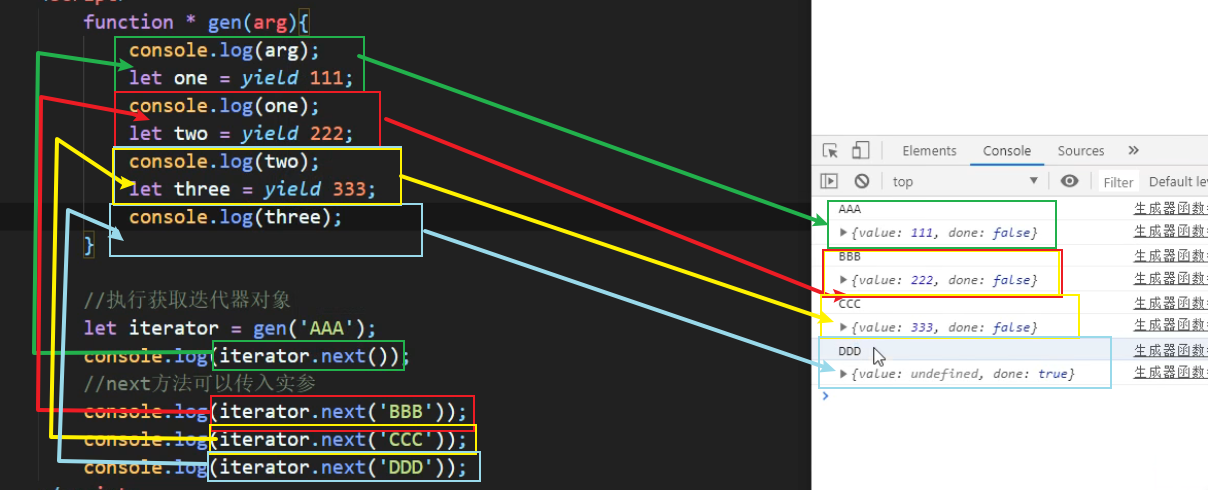 function * gen(arg){
console.log(arg);
let one = yield 111;
console.log(one);
let two = yield 222;
console.log(two);
let three = yield 333;
console.log(three);
}
//执行获取迭代器对象
let iterator = gen('AAA');
console.log(iterator.next());
//next方法可以传入实参
console.log(iterator.next('BBB'));
console.log(iterator.next('CCC'));
console.log(iterator.next('DDD'));
Elements Console Sources »
top Filter Default
AAA 生成器函数
{value: 111, done: false} 生成器函数
BBB 生成器函数
{value: 222, done: false} 生成器函数
CCC 生成器函数
{value: 333, done: false} 生成器函数
DDD 生成器函数
{value: undefined, done: true} 生成器函数
>